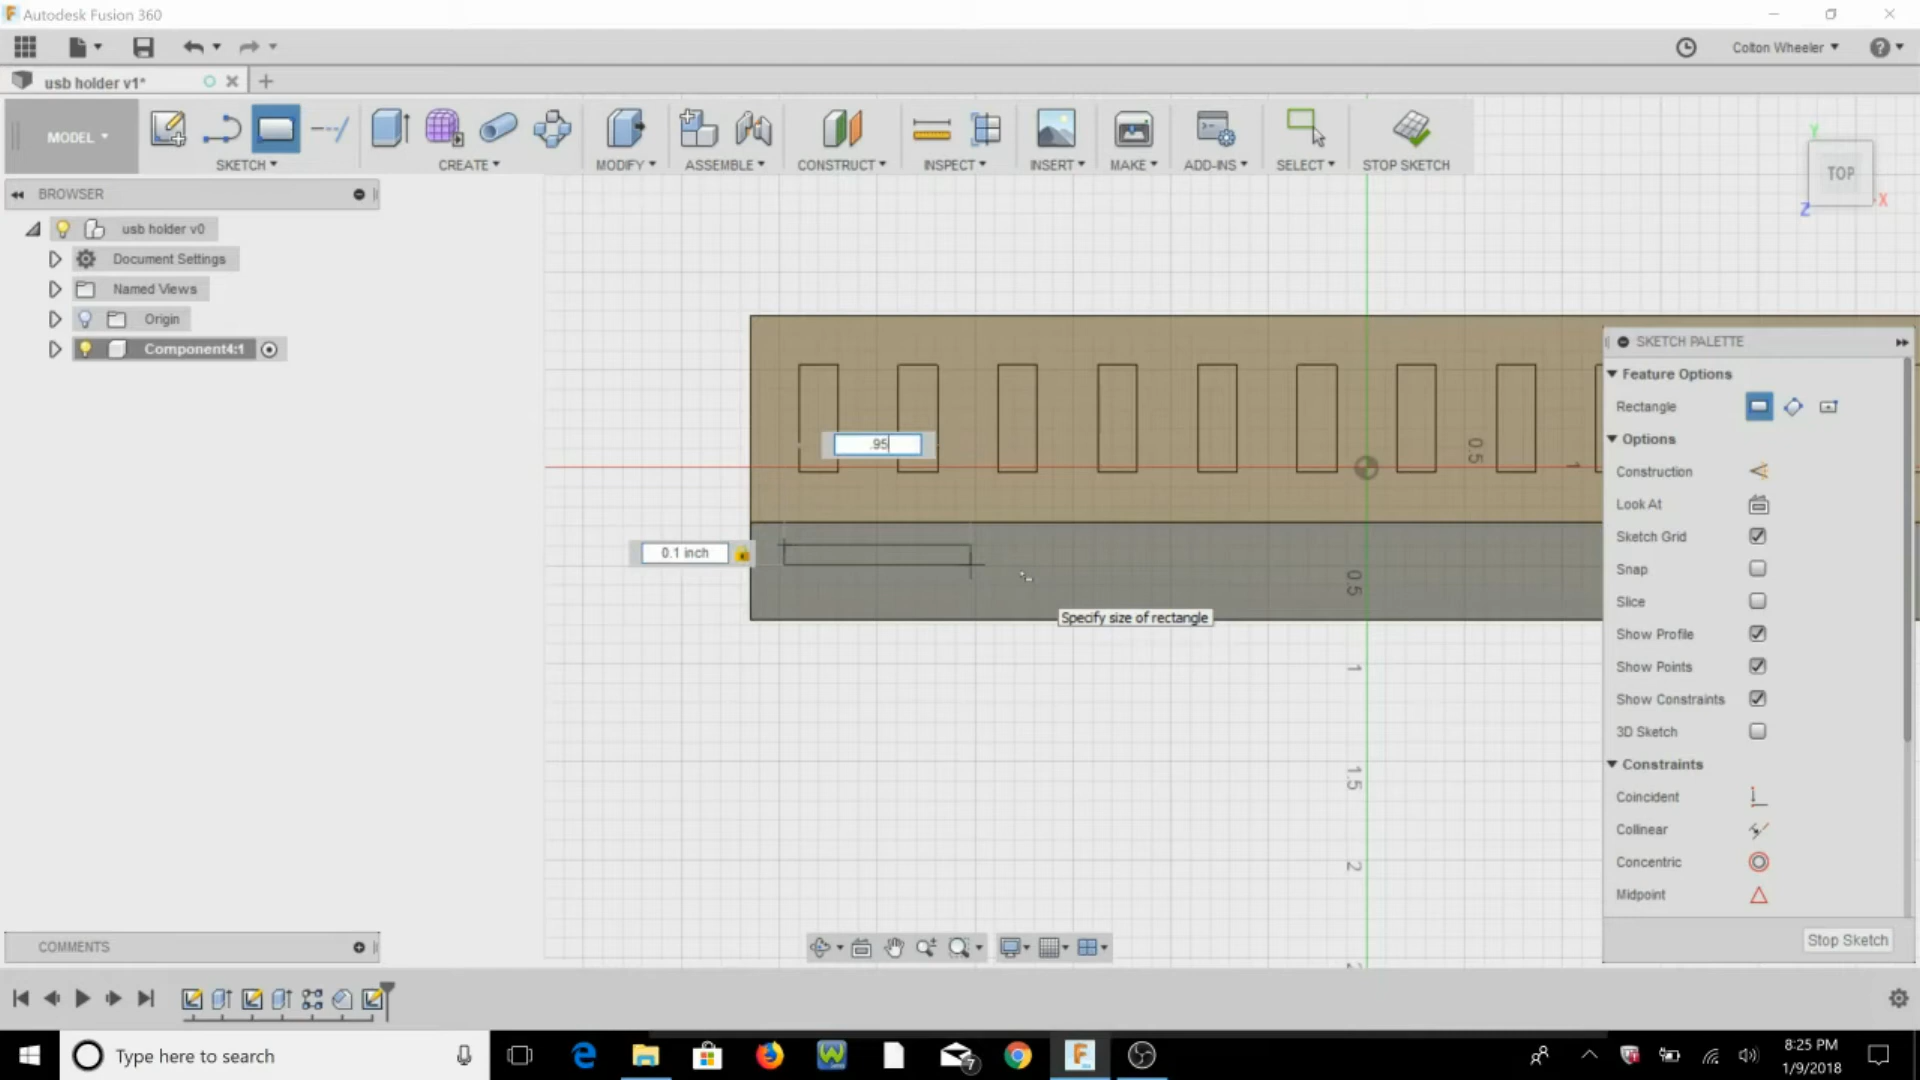 Autodesk Fusion 360
Colton Wheeler
usb holder v1*
MODEL
SKETCH
CREATE
MODIFY
ASSEMBLE
CONSTRUCT
INSPECT
INSERT
MAKE
ADD-INS
SELECT
STOP SKETCH
Y
TOP
X
Z
BROWSER
usb holder v0
Document Settings
Named Views
Origin
Component4:1
.95
0.1 inch
Specify size of rectangle
0.5
1
0.5
1
1.5
2
SKETCH PALETTE
Feature Options
Rectangle
Options
Construction
Look At
Sketch Grid
Snap
Slice
Show Profile
Show Points
Show Constraints
3D Sketch
Constraints
Coincident
Collinear
Concentric
Midpoint
Stop Sketch
COMMENTS
Type here to search
7
8:25 PM
1/9/2018